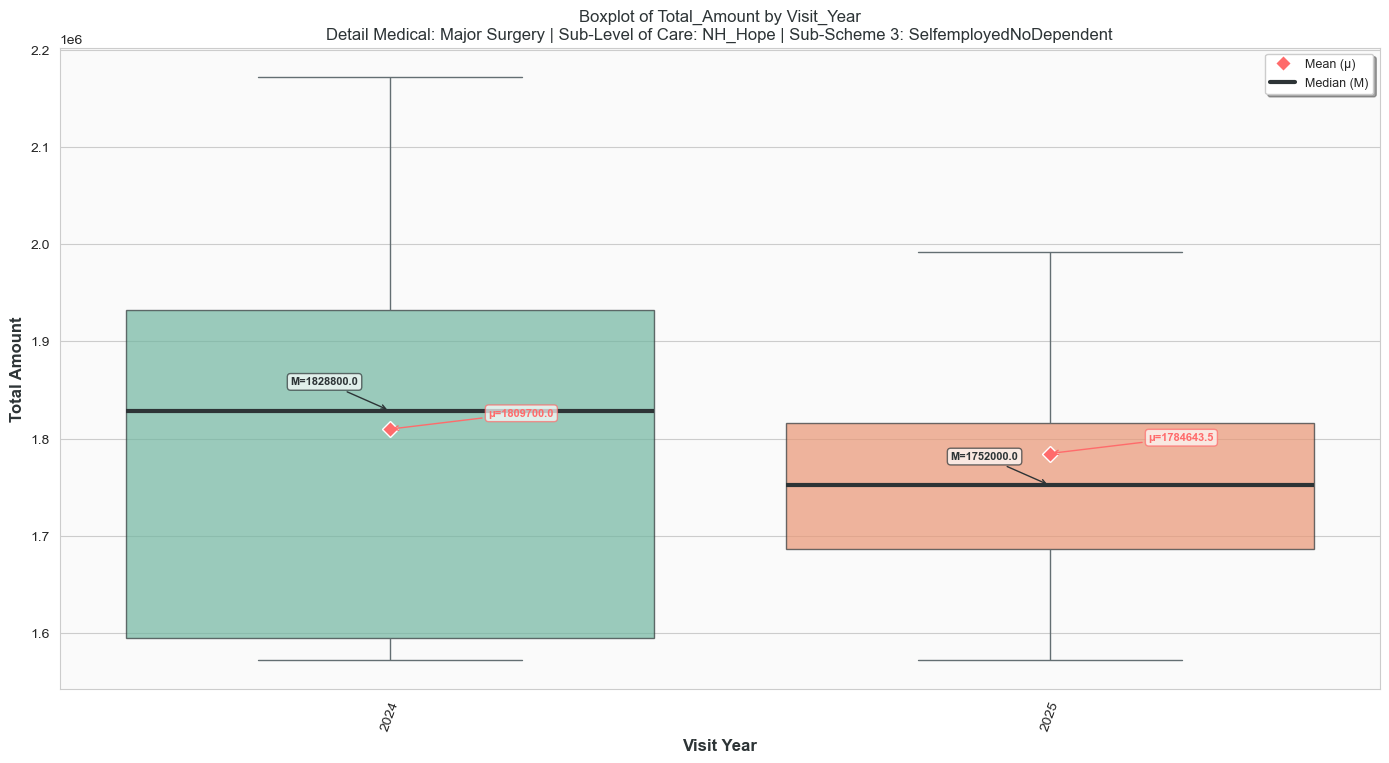 Boxplot of Total_Amount by Visit_Year
Detail Medical: Major Surgery | Sub-Level of Care: NH_Hope | Sub-Scheme 3: SelfemployedNoDependent
1e6
2.2
2.1
2.0
1.9
1.8
1.7
1.6
Total Amount
Mean (μ)
Median (M)
M=1828800.0
μ=1809700.0
M=1752000.0
μ=1784643.5
2024
2025
Visit Year